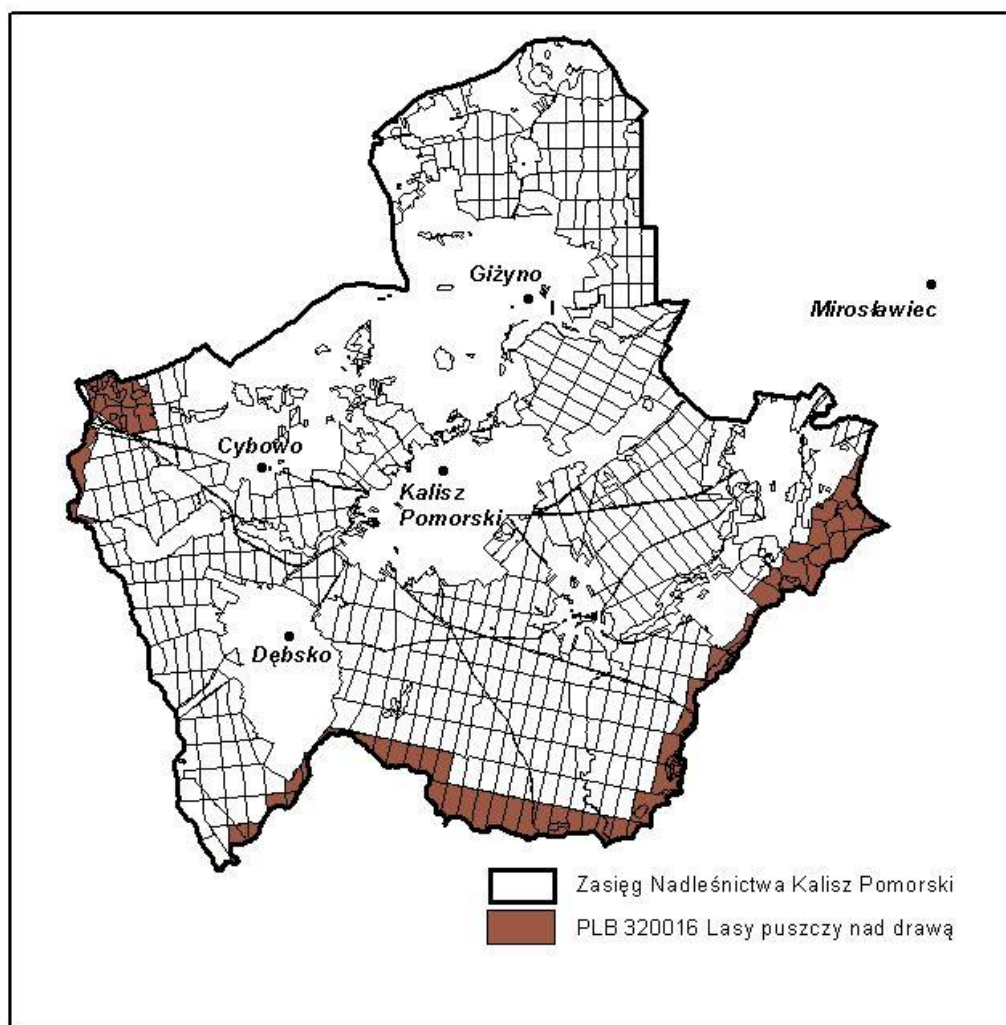 Giżyno
Mirosławiec
Cybowo
Kalisz
Pomorski
Dębsko
Zasięg Nadleśnictwa Kalisz Pomorski
PLB 320016 Lasy puszczy nad drawą